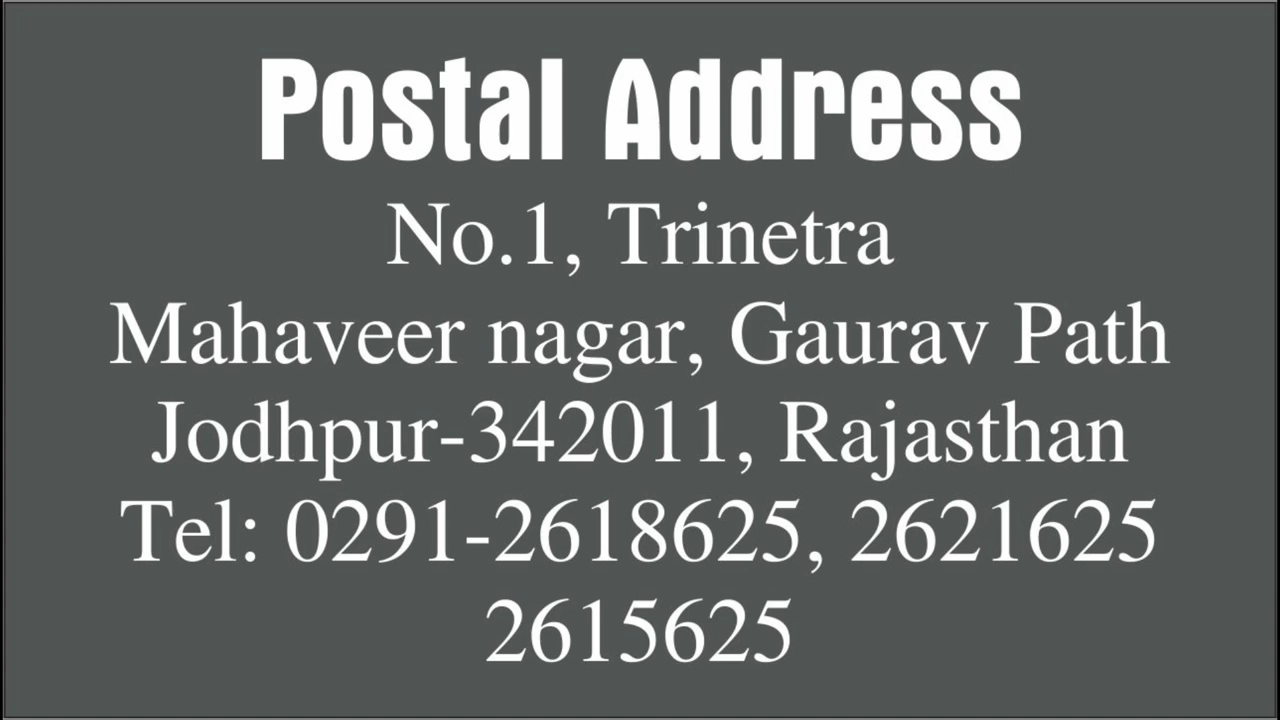 Postal Address
No.1, Trinetra
Mahaveer nagar, Gaurav Path
Jodhpur-342011, Rajasthan
Tel: 0291-2618625, 2621625
2615625